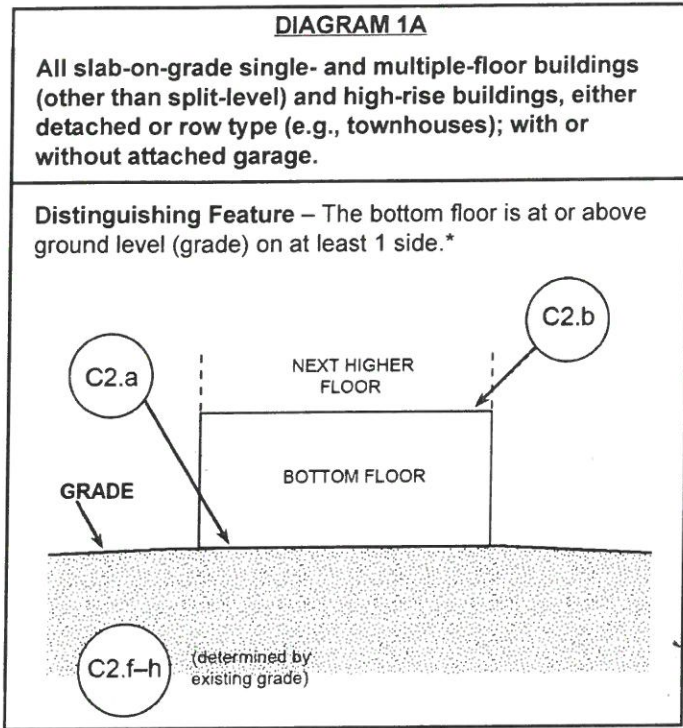 DIAGRAM 1A
All slab-on-grade single- and multiple-floor buildings
(other than split-level) and high-rise buildings, either
detached or row type (e.g., townhouses); with or
without attached garage.
Distinguishing Feature – The bottom floor is at or above
ground level (grade) on at least 1 side.*
C2.b
C2.a
NEXT HIGHER
FLOOR
BOTTOM FLOOR
GRADE
C2.f–h
(determined by
existing grade)